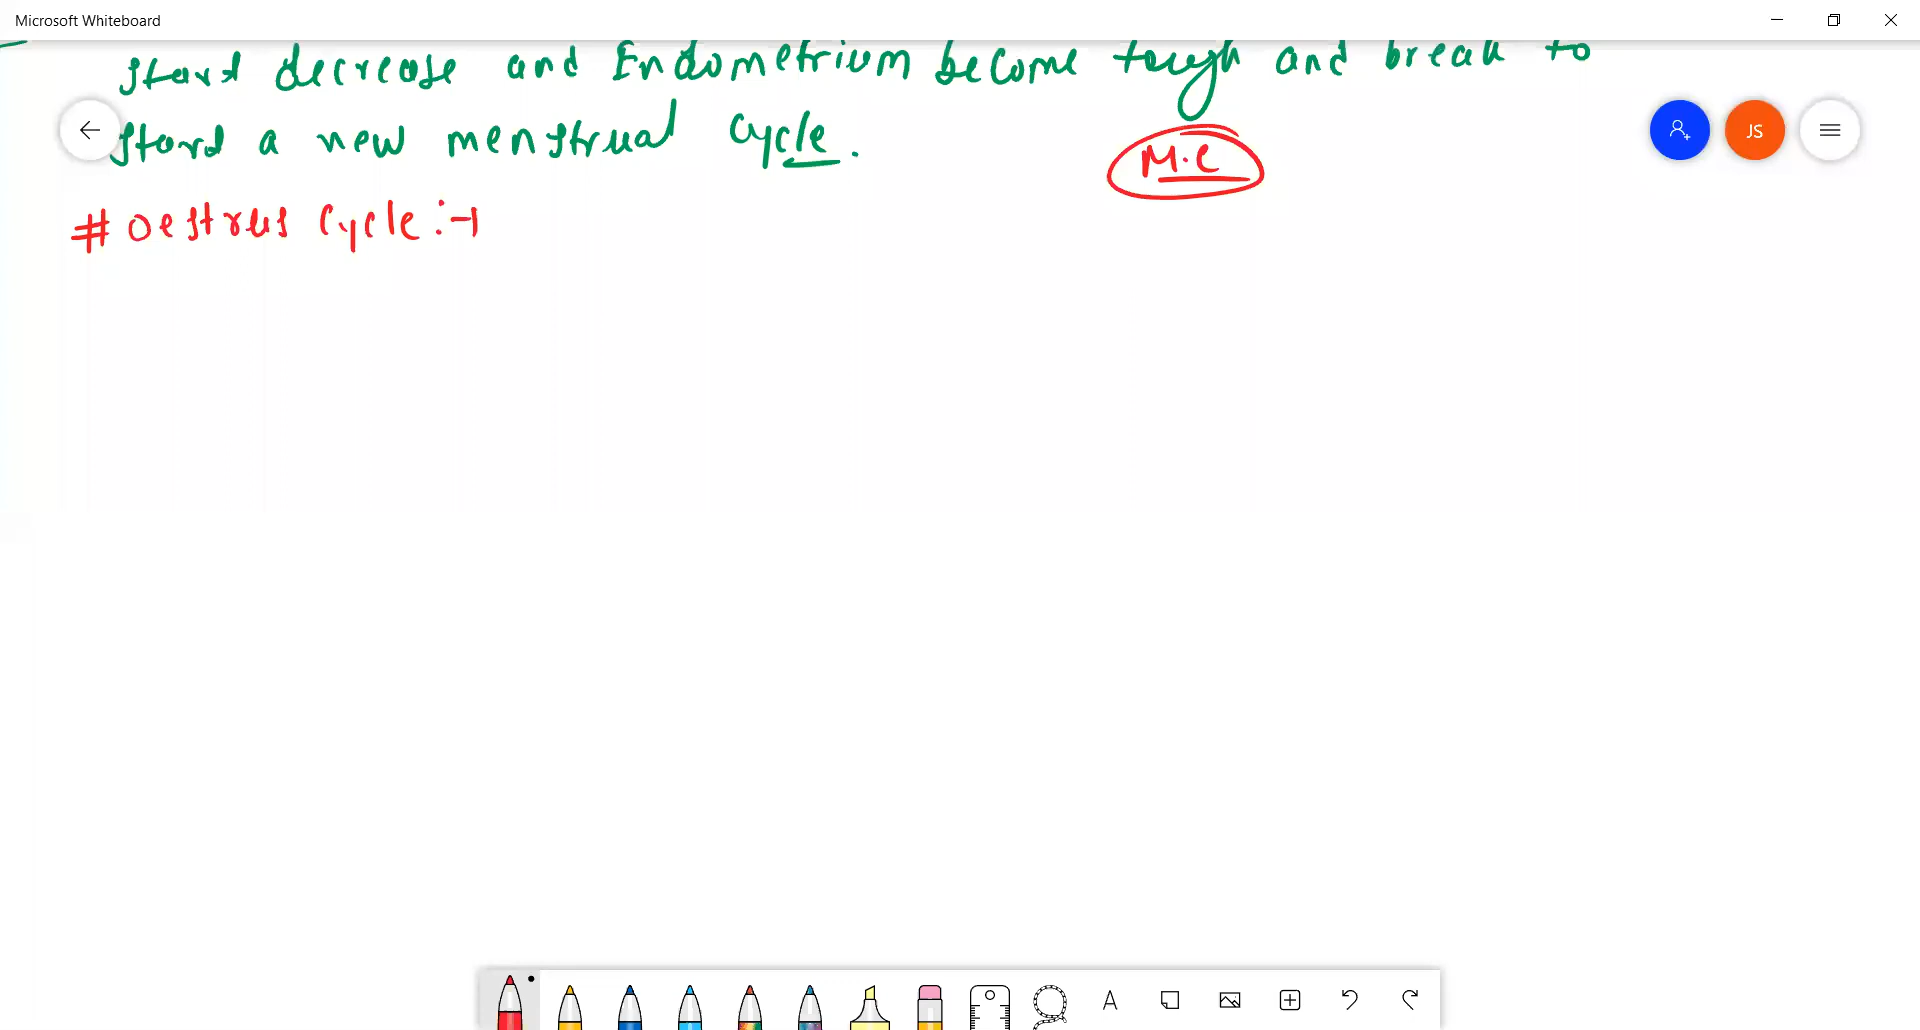 Microsoft Whiteboard
start decrease and Endometrium become tough and break to
start a new menstrual cycle.
M.C
# Oestrus Cycle:-
JS
A